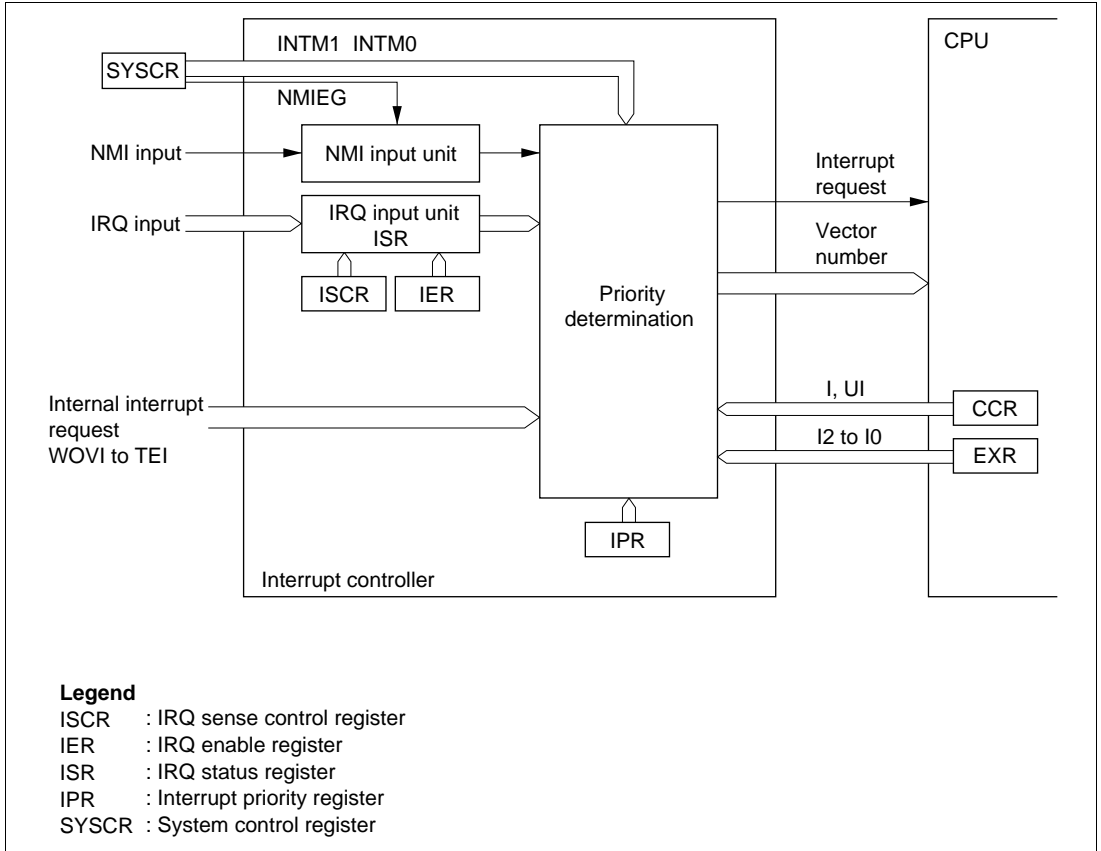 INTM1 INTM0
CPU
SYSCR
NMIEG
NMI input
NMI input unit
Interrupt
request
IRQ input
IRQ input unit
ISR
Vector
number
ISCR
IER
Priority
determination
Internal interrupt
request
WOVI to TEI
I, UI
CCR
I2 to I0
EXR
IPR
Interrupt controller
Legend
ISCR : IRQ sense control register
IER : IRQ enable register
ISR : IRQ status register
IPR : Interrupt priority register
SYSCR : System control register